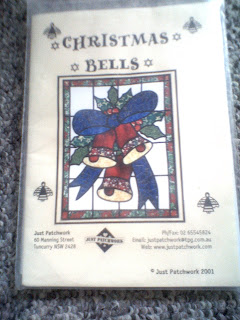 CHRISTMAS
BELLS
Just Patchwork
60 Manning Street
Tuncurry NSW 2428
JUST PATCHWORK
Ph/Fax: 02 65545824
Email: justpatchwork@tpg.com.au
Web: www.justpatchwork.com
© Just Patchwork 2001